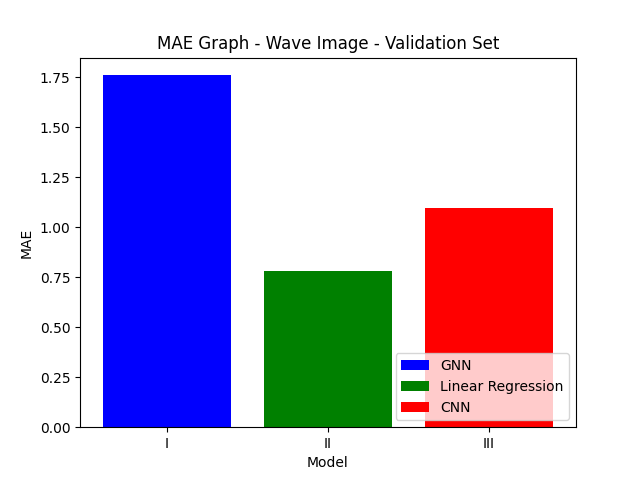 MAE Graph - Wave Image - Validation Set
MAE
1.75
1.50
1.25
1.00
0.75
0.50
0.25
0.00
GNN
Linear Regression
CNN
I
II
III
Model